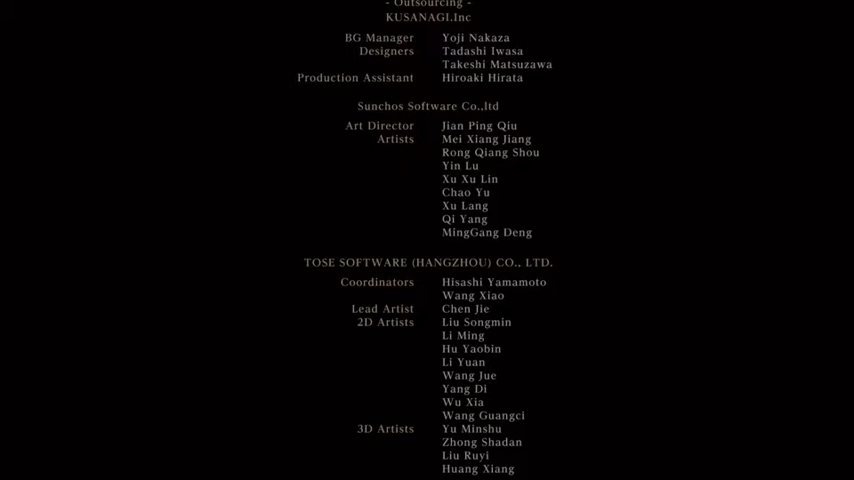 - Outsourcing -
KUSANAGI.Inc
BG Manager Yoji Nakaza
Designers Tadashi Iwasa
Takeshi Matsuzawa
Production Assistant Hiroaki Hirata
Sunchos Software Co.,ltd
Art Director Jian Ping Qiu
Artists Mei Xiang Jiang
Rong Qiang Shou
Yin Lu
Xu Xu Lin
Chao Yu
Xu Lang
Qi Yang
MingGang Deng
TOSE SOFTWARE (HANGZHOU) CO., LTD.
Coordinators Hisashi Yamamoto
Wang Xiao
Lead Artist Chen Jie
2D Artists Liu Songmin
Li Ming
Hu Yaobin
Li Yuan
Wang Jue
Yang Di
Wu Xia
Wang Guangci
3D Artists Yu Minshu
Zhong Shadan
Liu Ruyi
Huang Xiang